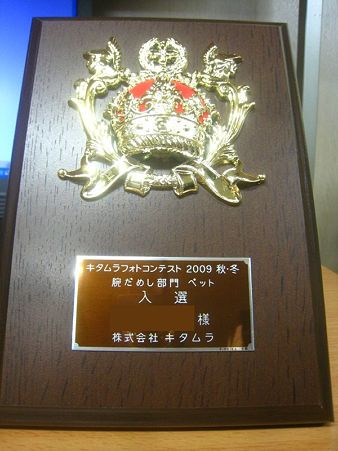 キタムラフォトコンテスト 2009 秋・冬
腕だめし部門 ペット
入選
様
株式会社 キタムラ